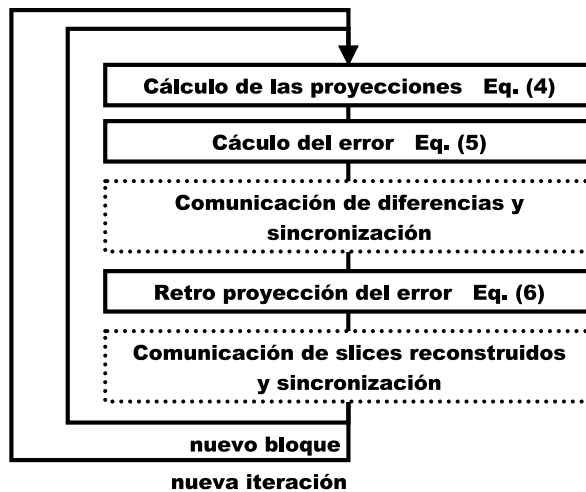 Cálculo de las proyecciones Eq. (4)
Cáculo del error Eq. (5)
Comunicación de diferencias y
sincronización
Retro proyección del error Eq. (6)
Comunicación de slices reconstruidos
y sincronización
nuevo bloque
nueva iteración